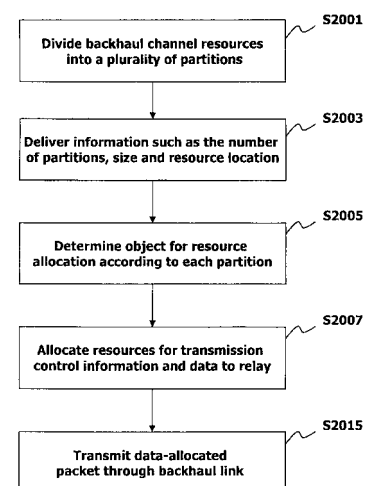 S2001
Divide backhaul channel resources
into a plurality of partitions
S2003
Deliver information such as the number
of partitions, size and resource location
S2005
Determine object for resource
allocation according to each partition
S2007
Allocate resources for transmission
control information and data to relay
S2015
Transmit data-allocated
packet through backhaul link